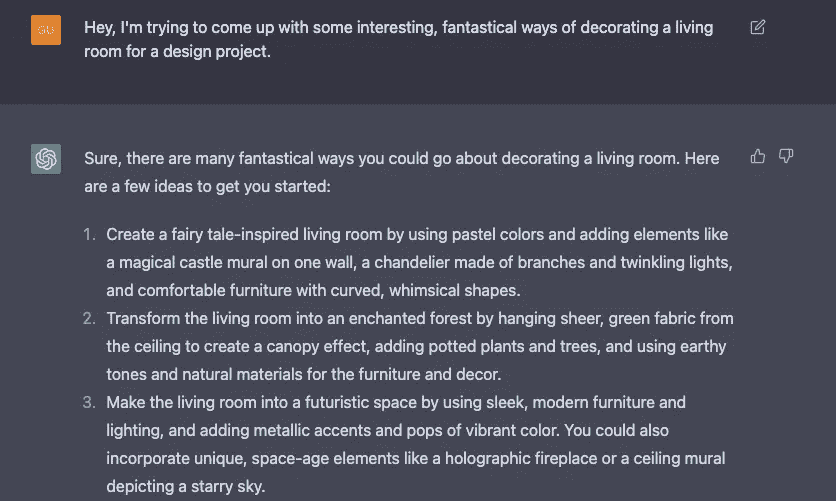 GU
Hey, I'm trying to come up with some interesting, fantastical ways of decorating a living
room for a design project.
Sure, there are many fantastical ways you could go about decorating a living room. Here
are a few ideas to get you started:
1. Create a fairy tale-inspired living room by using pastel colors and adding elements like
a magical castle mural on one wall, a chandelier made of branches and twinkling lights,
and comfortable furniture with curved, whimsical shapes.
2. Transform the living room into an enchanted forest by hanging sheer, green fabric from
the ceiling to create a canopy effect, adding potted plants and trees, and using earthy
tones and natural materials for the furniture and decor.
3. Make the living room into a futuristic space by using sleek, modern furniture and
lighting, and adding metallic accents and pops of vibrant color. You could also
incorporate unique, space-age elements like a holographic fireplace or a ceiling mural
depicting a starry sky.